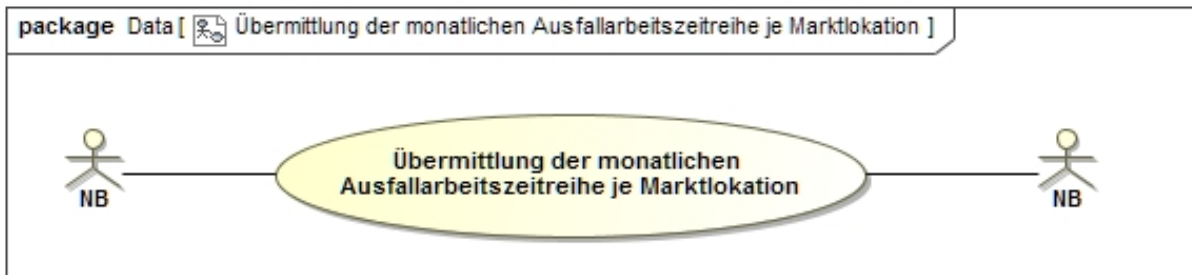 package Data [ Übermittlung der monatlichen Ausfallarbeitszeitreihe je Marktlokation ]
Übermittlung der monatlichen
Ausfallarbeitszeitreihe je Marktlokation
NB
NB